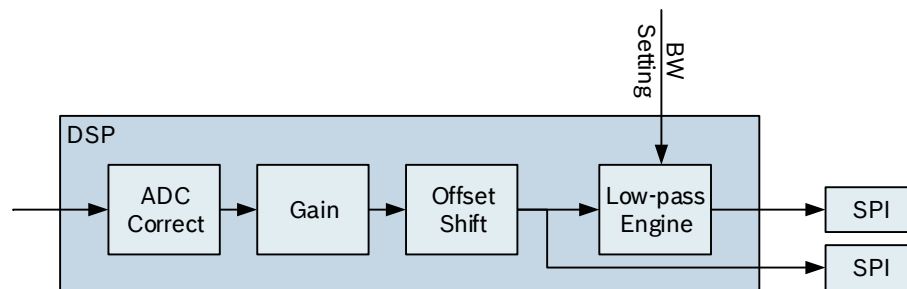 BW
Setting
DSP
ADC
Correct
Gain
Offset
Shift
Low-pass
Engine
SPI
SPI